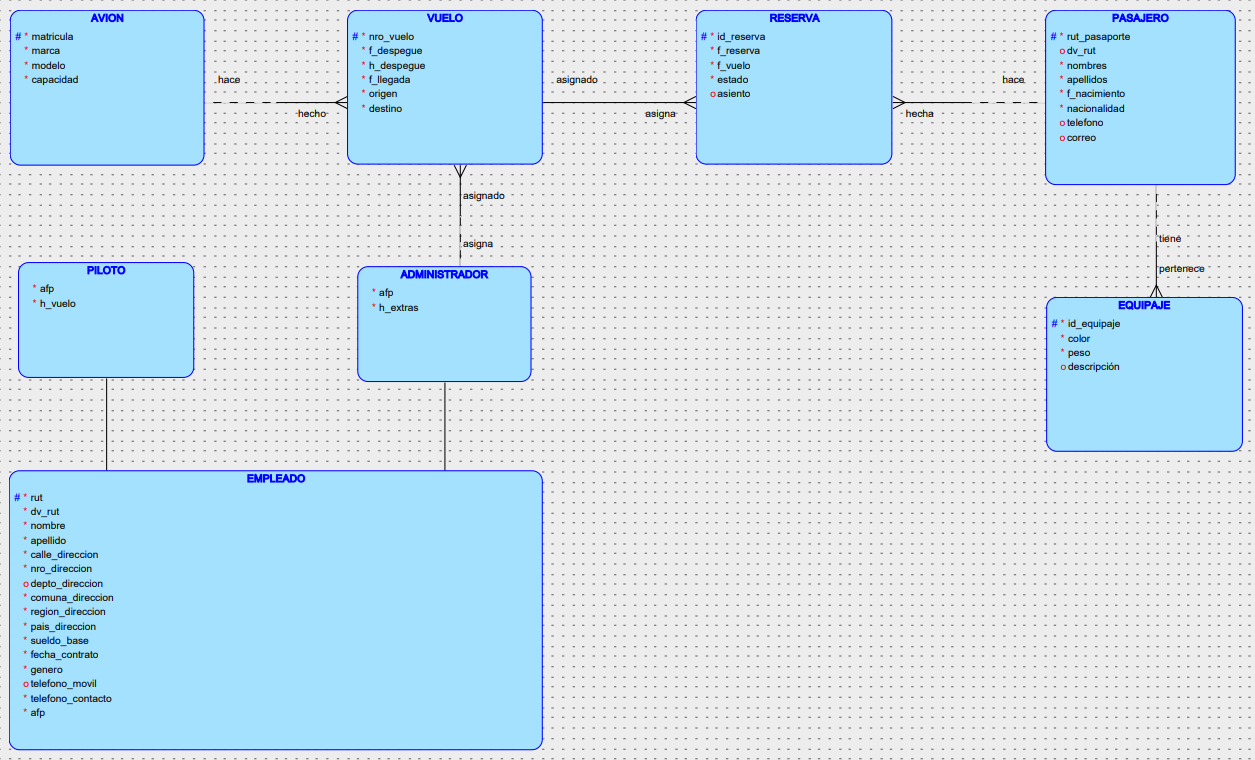 AVION
# * matricula
* marca
* modelo
* capacidad
hace
hecho
VUELO
# * nro_vuelo
* f_despegue
* h_despegue
* f_llegada
* origen
* destino
asignado
asigna
RESERVA
# * id_reserva
* f_reserva
* f_vuelo
* estado
o asiento
hace
hecha
PASAJERO
# * rut_pasaporte
o dv_rut
* nombres
* apellidos
* f_nacimiento
* nacionalidad
o telefono
o correo
asignado
asigna
tiene
pertenece
PILOTO
* afp
* h_vuelo
ADMINISTRADOR
* afp
* h_extras
EQUIPAJE
# * id_equipaje
* color
* peso
o descripción
EMPLEADO
# * rut
* dv_rut
* nombre
* apellido
* calle_direccion
* nro_direccion
o depto_direccion
* comuna_direccion
* region_direccion
* pais_direccion
* sueldo_base
* fecha_contrato
* genero
o telefono_movil
* telefono_contacto
* afp